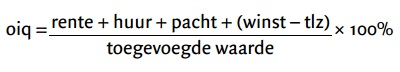 oiq = rente + huur + pacht + (winst – tlz) × 100%
toegevoegde waarde